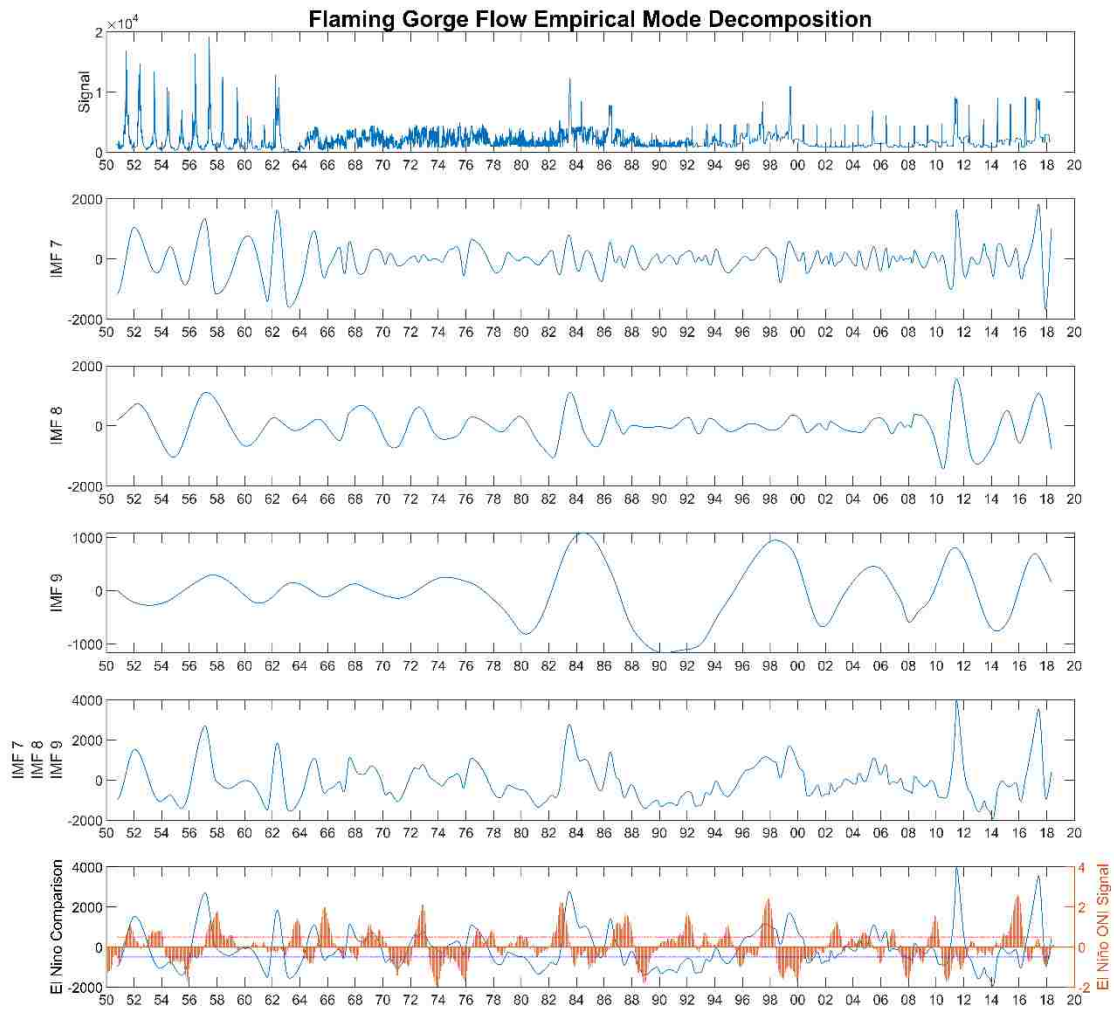 Flaming Gorge Flow Empirical Mode Decomposition
×10⁴
2
1
0
Signal
50 52 54 56 58 60 62 64 66 68 70 72 74 76 78 80 82 84 86 88 90 92 94 96 98 00 02 04 06 08 10 12 14 16 18 20
2000
0
-2000
IMF 7
50 52 54 56 58 60 62 64 66 68 70 72 74 76 78 80 82 84 86 88 90 92 94 96 98 00 02 04 06 08 10 12 14 16 18 20
2000
0
-2000
IMF 8
50 52 54 56 58 60 62 64 66 68 70 72 74 76 78 80 82 84 86 88 90 92 94 96 98 00 02 04 06 08 10 12 14 16 18 20
1000
0
-1000
IMF 9
50 52 54 56 58 60 62 64 66 68 70 72 74 76 78 80 82 84 86 88 90 92 94 96 98 00 02 04 06 08 10 12 14 16 18 20
4000
2000
0
-2000
IMF 7
IMF 8
IMF 9
50 52 54 56 58 60 62 64 66 68 70 72 74 76 78 80 82 84 86 88 90 92 94 96 98 00 02 04 06 08 10 12 14 16 18 20
4000
2000
0
-2000
El Nino Comparison
4
2
0
-2
El Niño ONI Signal
50 52 54 56 58 60 62 64 66 68 70 72 74 76 78 80 82 84 86 88 90 92 94 96 98 00 02 04 06 08 10 12 14 16 18 20